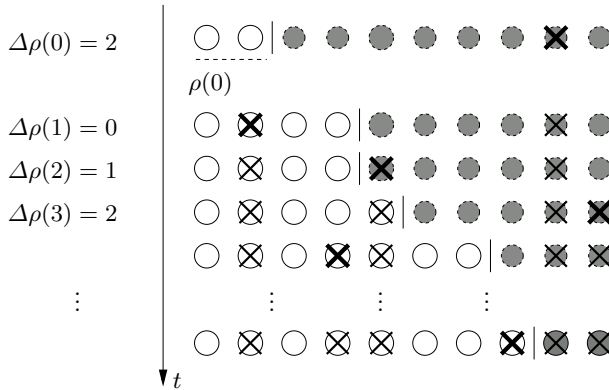 Δρ(0) = 2
ρ(0)
Δρ(1) = 0
Δρ(2) = 1
Δρ(3) = 2
⋮ ⋮ ⋮ ⋮
t